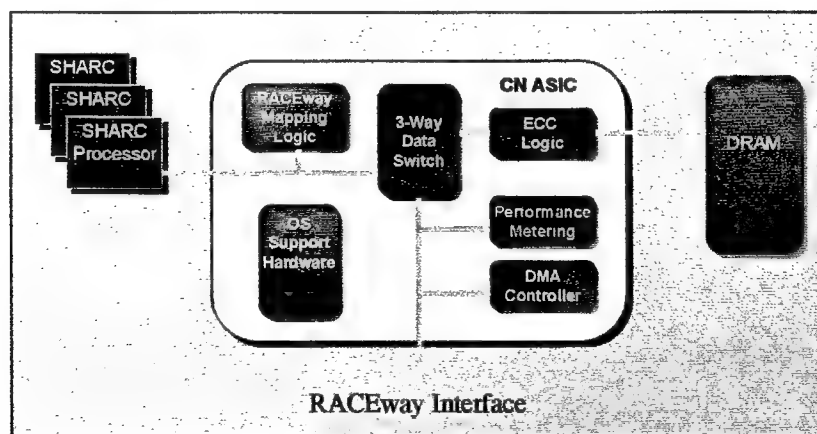 SHARC
SHARC
SHARC
Processor
RACEway
Mapping
Logic
OS
Support
Hardware
3-Way
Data
Switch
CN ASIC
ECC
Logic
Performance
Metering
DMA
Controller
DRAM
RACEway Interface